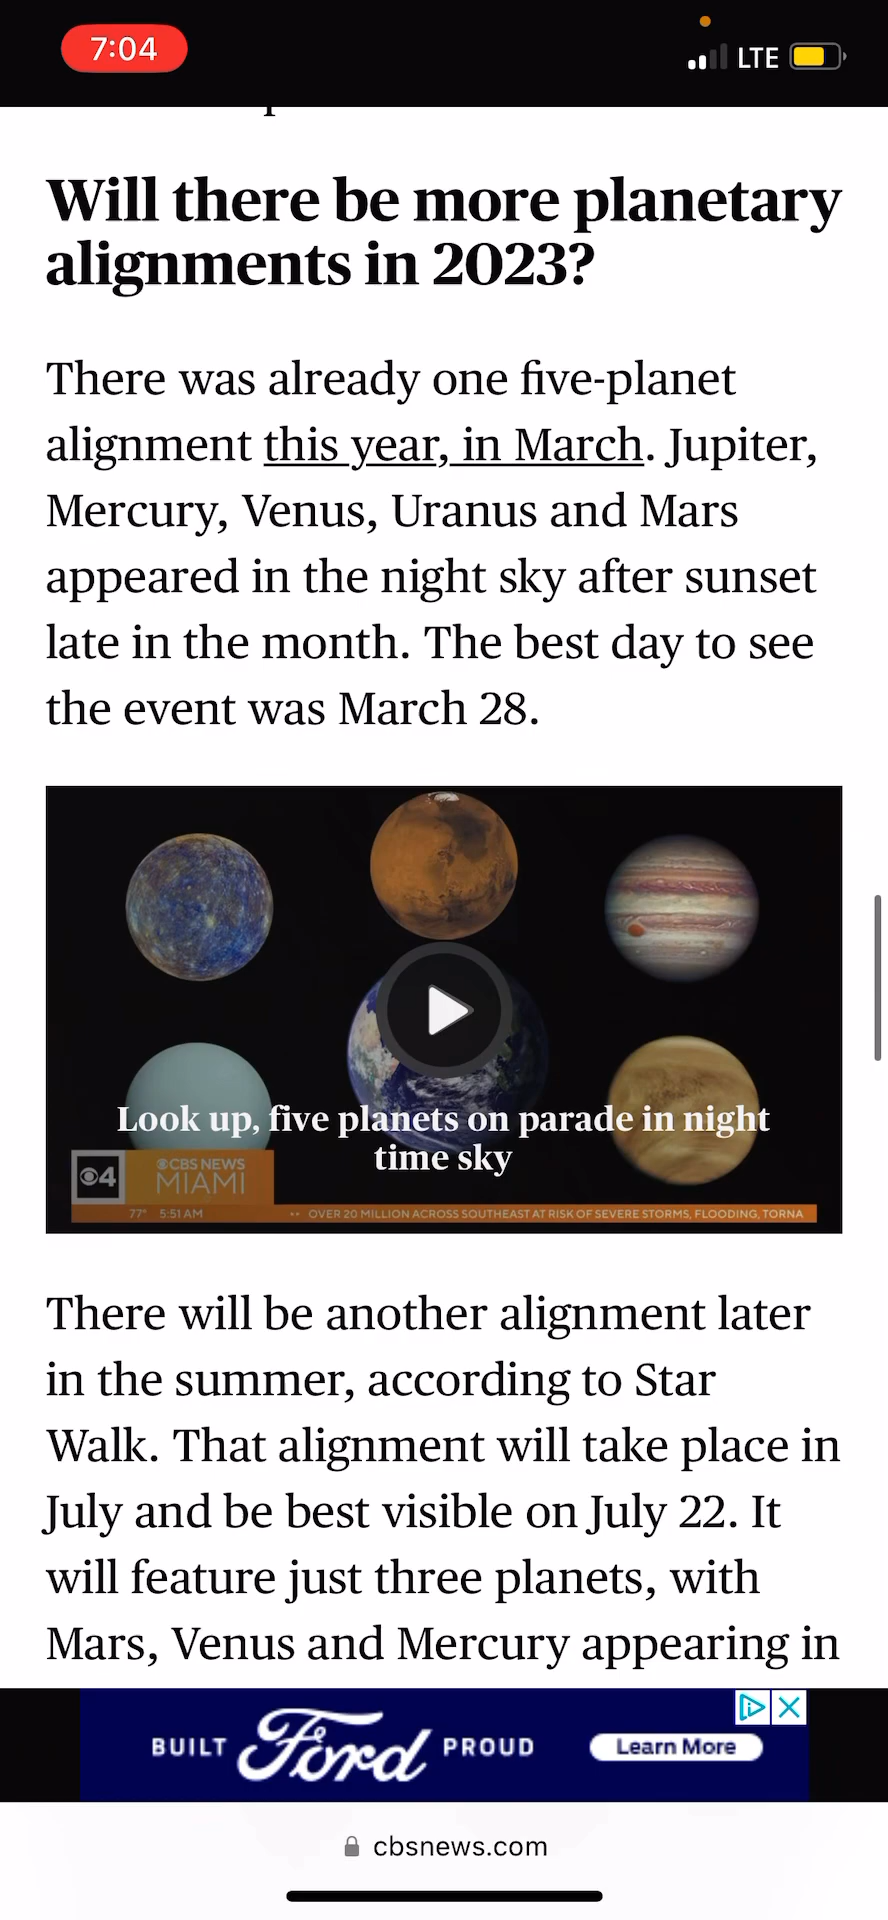 7:04
LTE
Will there be more planetary
alignments in 2023?
There was already one five-planet
alignment this year, in March. Jupiter,
Mercury, Venus, Uranus and Mars
appeared in the night sky after sunset
late in the month. The best day to see
the event was March 28.
Look up, five planets on parade in night
time sky
4
CBS NEWS
MIAMI
77° 5:51 AM
OVER 20 MILLION ACROSS SOUTHEAST AT RISK OF SEVERE STORMS, FLOODING, TORNA
There will be another alignment later
in the summer, according to Star
Walk. That alignment will take place in
July and be best visible on July 22. It
will feature just three planets, with
Mars, Venus and Mercury appearing in
BUILT Ford PROUD
Learn More
cbsnews.com